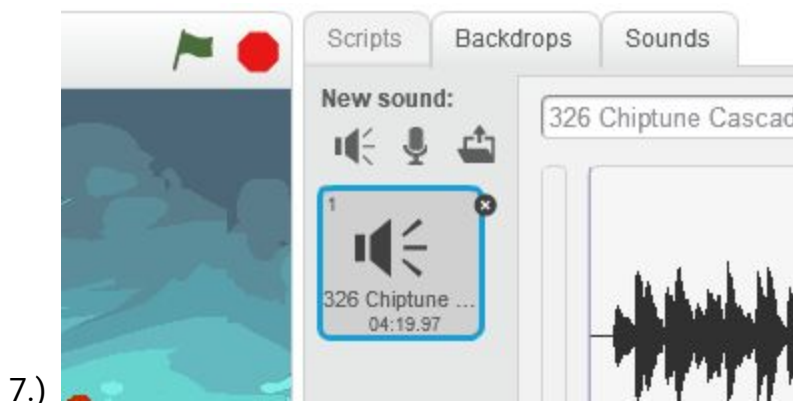 Scripts Backdrops Sounds
New sound:
326 Chiptune Cascad
1
326 Chiptune ...
04:19.97
7.)